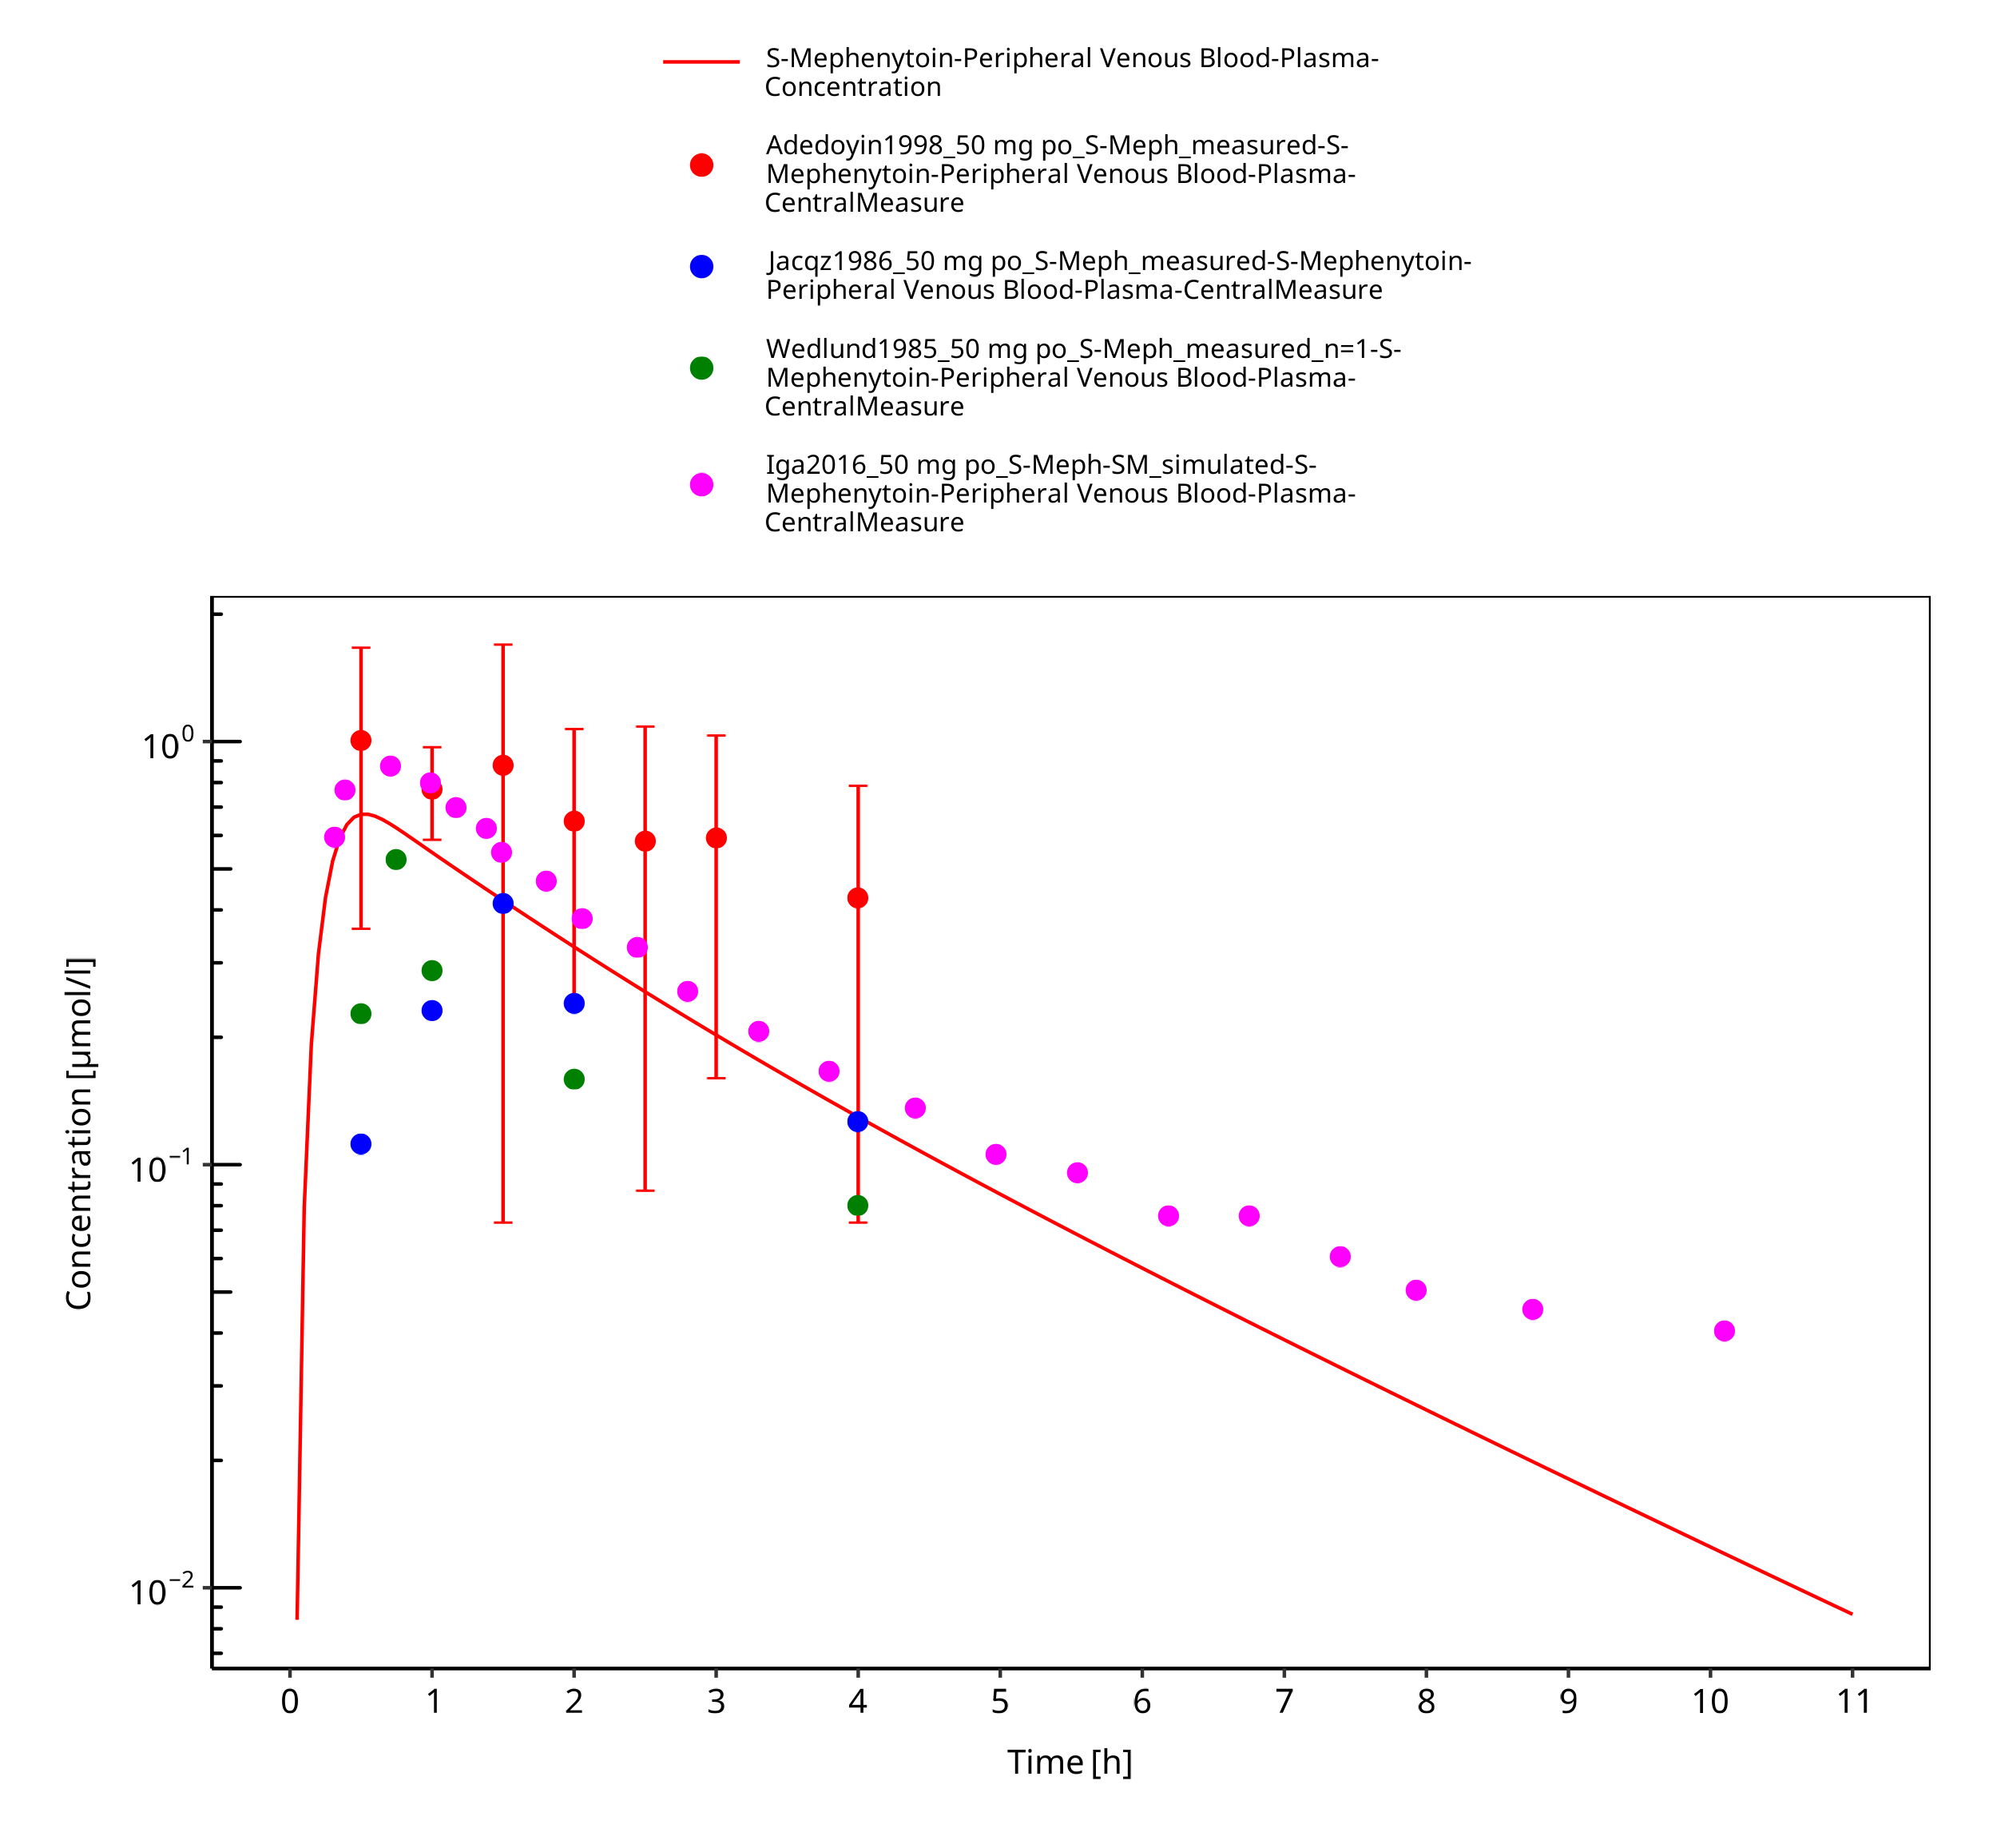 S-Mephenytoin-Peripheral Venous Blood-Plasma-
Concentration
Adedoyin1998_50 mg po_S-Meph_measured-S-
Mephenytoin-Peripheral Venous Blood-Plasma-
CentralMeasure
Jacqz1986_50 mg po_S-Meph_measured-S-Mephenytoin-
Peripheral Venous Blood-Plasma-CentralMeasure
Wedlund1985_50 mg po_S-Meph_measured_n=1-S-
Mephenytoin-Peripheral Venous Blood-Plasma-
CentralMeasure
Iga2016_50 mg po_S-Meph-SM_simulated-S-
Mephenytoin-Peripheral Venous Blood-Plasma-
CentralMeasure
Concentration [µmol/l]
10⁰
10⁻¹
10⁻²
0 1 2 3 4 5 6 7 8 9 10 11
Time [h]